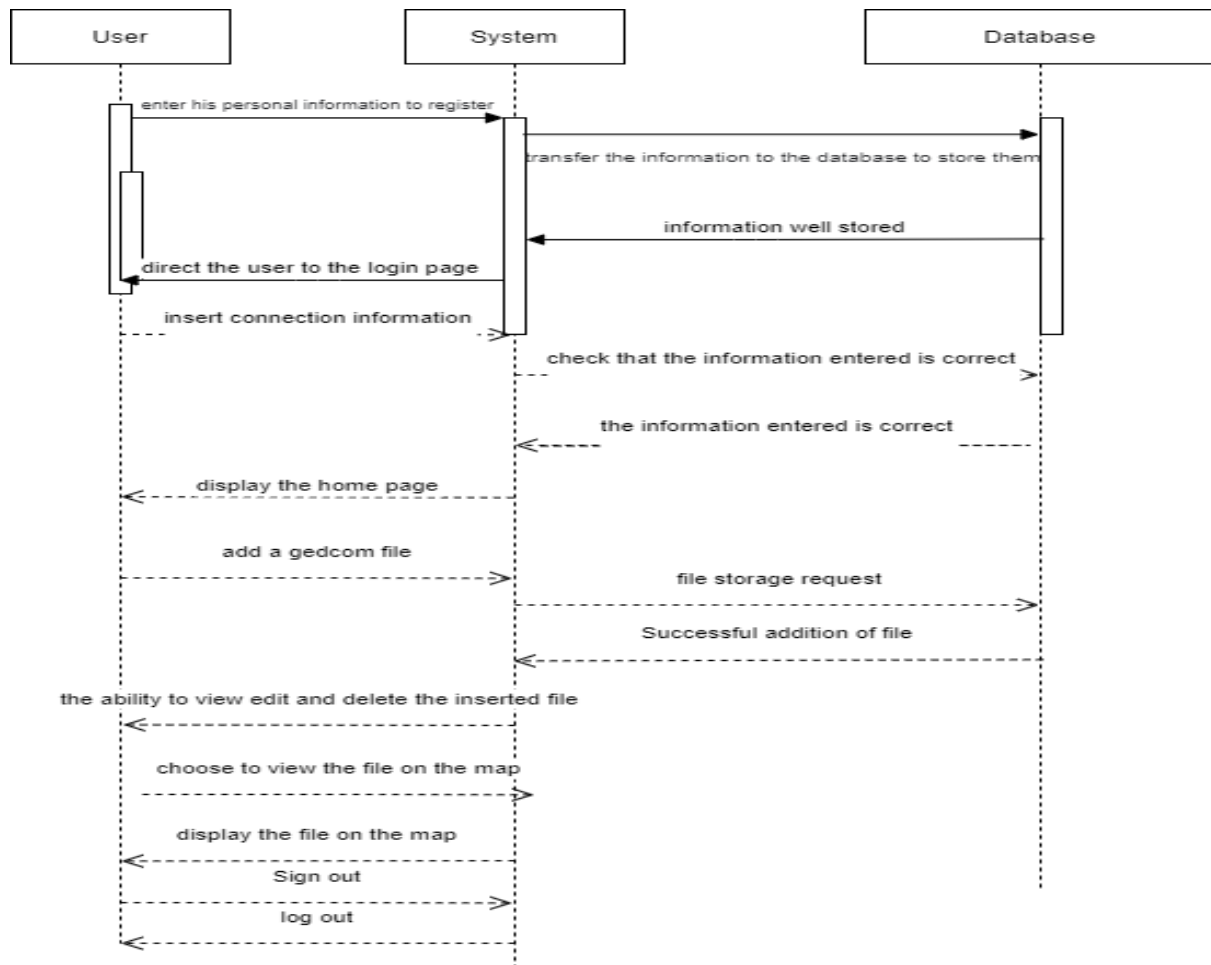 User
System
Database
enter his personal information to register
transfer the information to the database to store them
information well stored
direct the user to the login page
insert connection information
check that the information entered is correct
the information entered is correct
display the home page
add a gedcom file
file storage request
Successful addition of file
the ability to view edit and delete the inserted file
choose to view the file on the map
display the file on the map
Sign out
log out